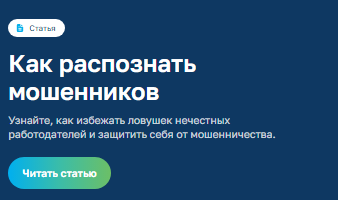 Статья
Как распознать
мошенников
Узнайте, как избежать ловушек нечестных
работодателей и защитить себя от мошенничества.
Читать статью